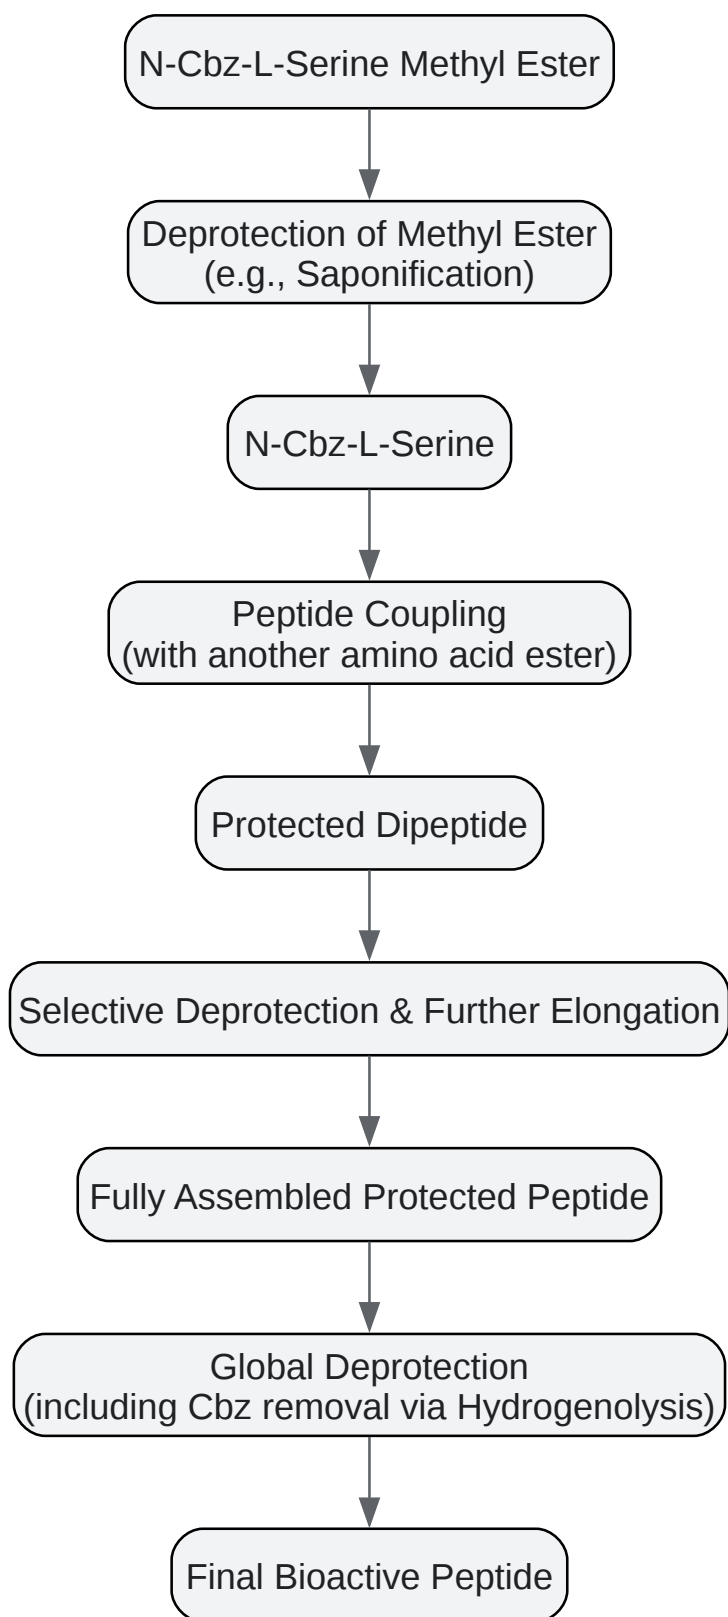 N-Cbz-L-Serine Methyl Ester
Deprotection of Methyl Ester
(e.g., Saponification)
N-Cbz-L-Serine
Peptide Coupling
(with another amino acid ester)
Protected Dipeptide
Selective Deprotection & Further Elongation
Fully Assembled Protected Peptide
Global Deprotection
(including Cbz removal via Hydrogenolysis)
Final Bioactive Peptide